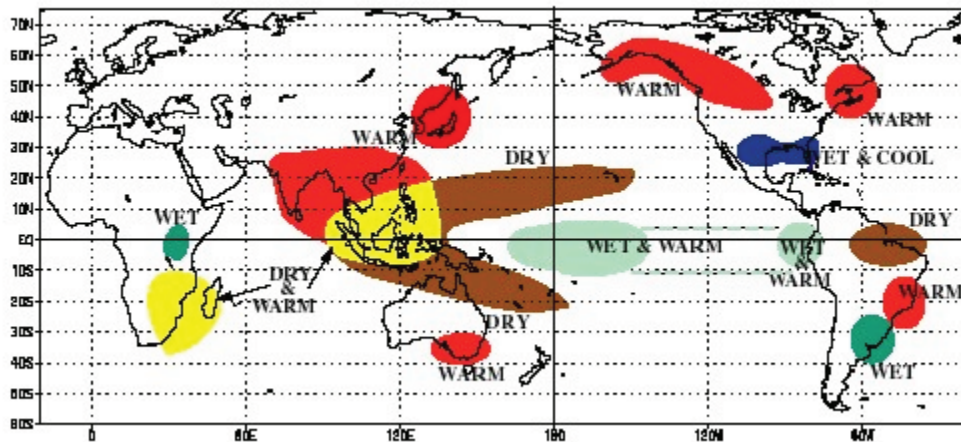 70N
60N
WARM
50N
WARM
40N
WARM
30N
DRY
WET & COOL
20N
10N
WET
DRY
EQ
WET & WARM
WET
&
WARM
10S
DRY
&
WARM
20S
WARM
DRY
30S
40S
WARM
WET
50S
60S
0
60E
120E
180
120W
60W